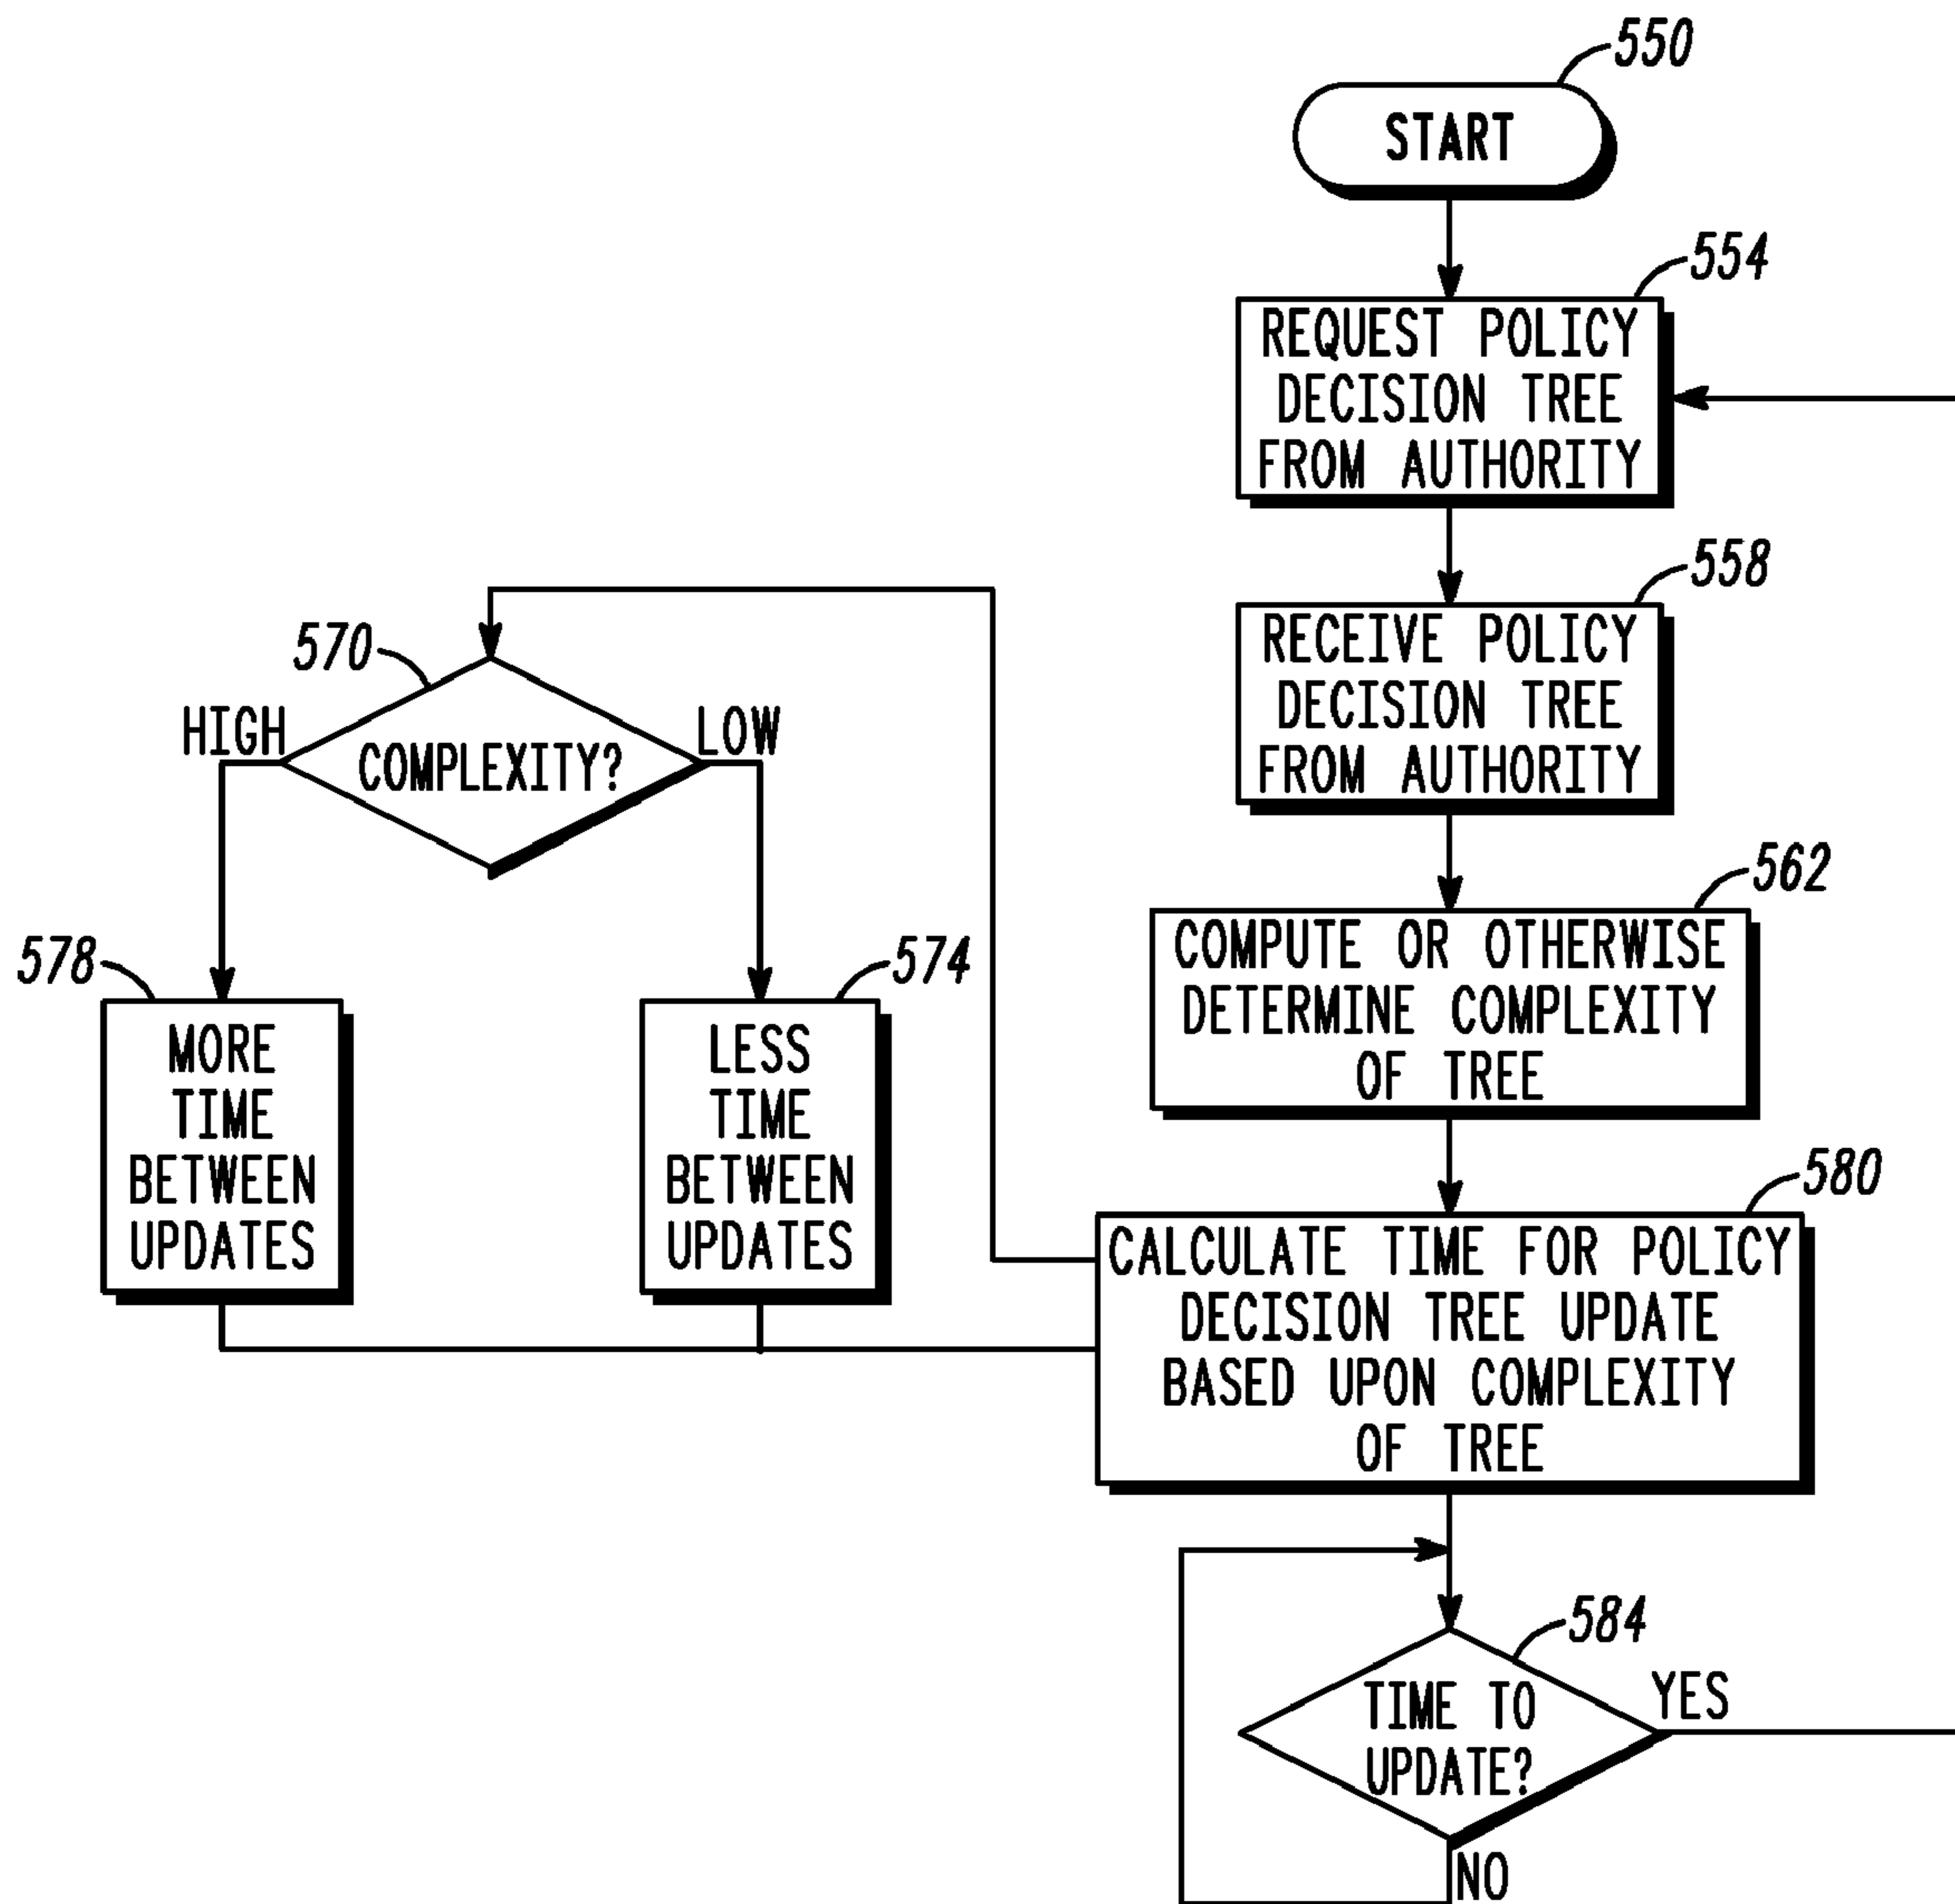 550
START
554
REQUEST POLICY
DECISION TREE
FROM AUTHORITY
558
RECEIVE POLICY
DECISION TREE
FROM AUTHORITY
570
HIGH
LOW
COMPLEXITY?
562
COMPUTE OR OTHERWISE
DETERMINE COMPLEXITY
OF TREE
578
MORE
TIME
BETWEEN
UPDATES
574
LESS
TIME
BETWEEN
UPDATES
580
CALCULATE TIME FOR POLICY
DECISION TREE UPDATE
BASED UPON COMPLEXITY
OF TREE
584
TIME TO
UPDATE?
YES
NO